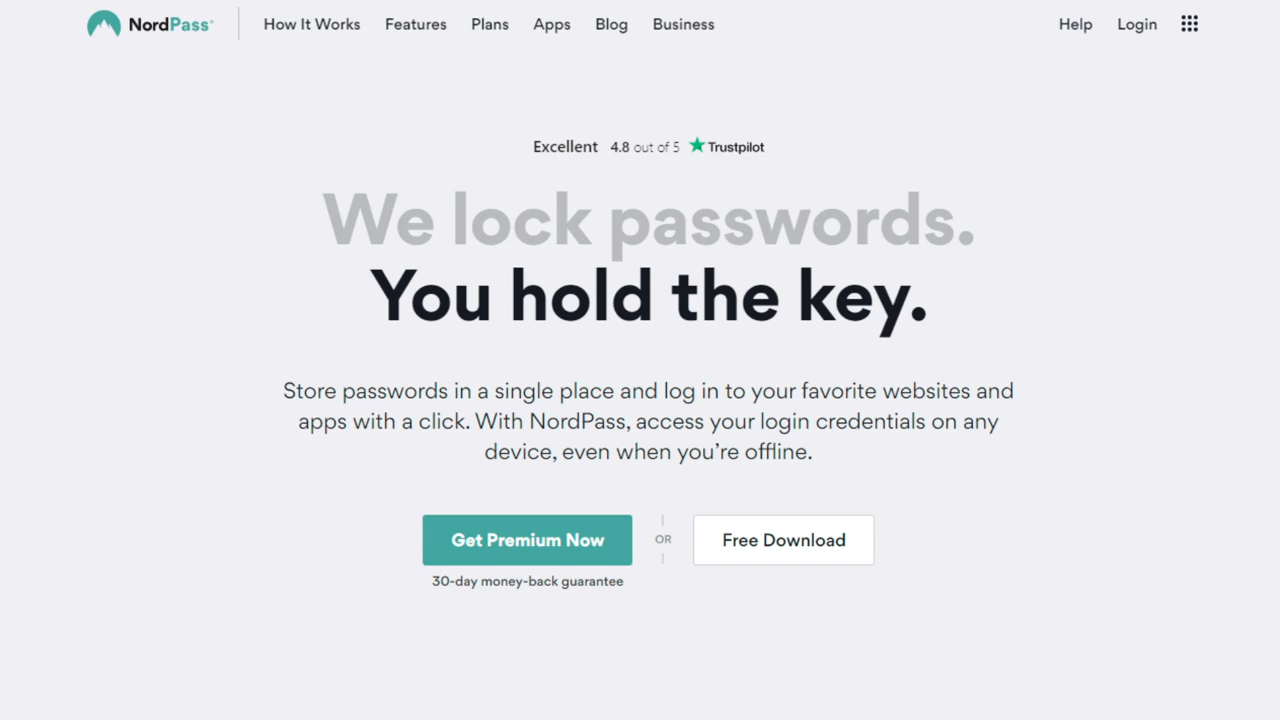 NordPass® How It Works Features Plans Apps Blog Business Help Login
Excellent 4.8 out of 5 Trustpilot
We lock passwords.
You hold the key.
Store passwords in a single place and log in to your favorite websites and
apps with a click. With NordPass, access your login credentials on any
device, even when you’re offline.
Get Premium Now OR Free Download
30-day money-back guarantee